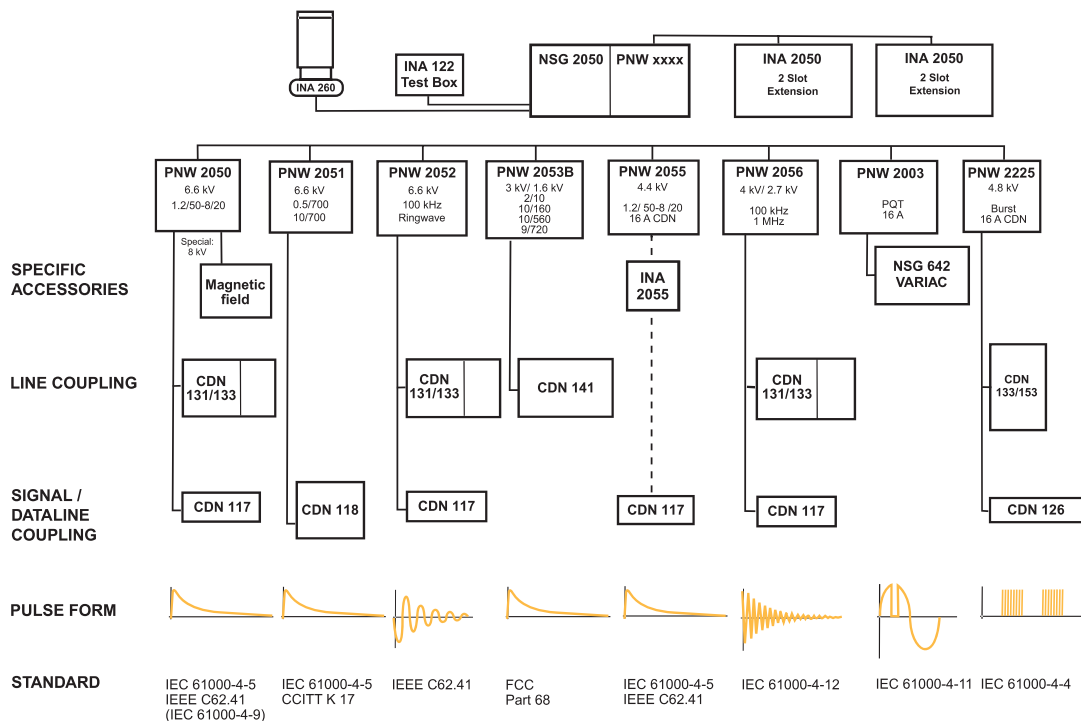 INA 260
INA 122
Test Box
NSG 2050
PNW xxxx
INA 2050
2 Slot
Extension
INA 2050
2 Slot
Extension
PNW 2050
6.6 kV
1.2/50-8/20
PNW 2051
6.6 kV
0.5/700
10/700
PNW 2052
6.6 kV
100 kHz
Ringwave
PNW 2053B
3 kV/ 1.6 kV
2/10
10/160
10/560
9/720
PNW 2055
4.4 kV
1.2/ 50-8 /20
16 A CDN
PNW 2056
4 kV/ 2.7 kV
100 kHz
1 MHz
PNW 2003
PQT
16 A
PNW 2225
4.8 kV
Burst
16 A CDN
Special:
8 kV
SPECIFIC
ACCESSORIES
Magnetic
field
INA
2055
NSG 642
VARIAC
LINE COUPLING
CDN
131/133
CDN
131/133
CDN 141
CDN
131/133
CDN
133/153
SIGNAL /
DATALINE
COUPLING
CDN 117
CDN 118
CDN 117
CDN 117
CDN 117
CDN 126
PULSE FORM
STANDARD
IEC 61000-4-5
IEEE C62.41
(IEC 61000-4-9)
IEC 61000-4-5
CCITT K 17
IEEE C62.41
FCC
Part 68
IEC 61000-4-5
IEEE C62.41
IEC 61000-4-12
IEC 61000-4-11
IEC 61000-4-4